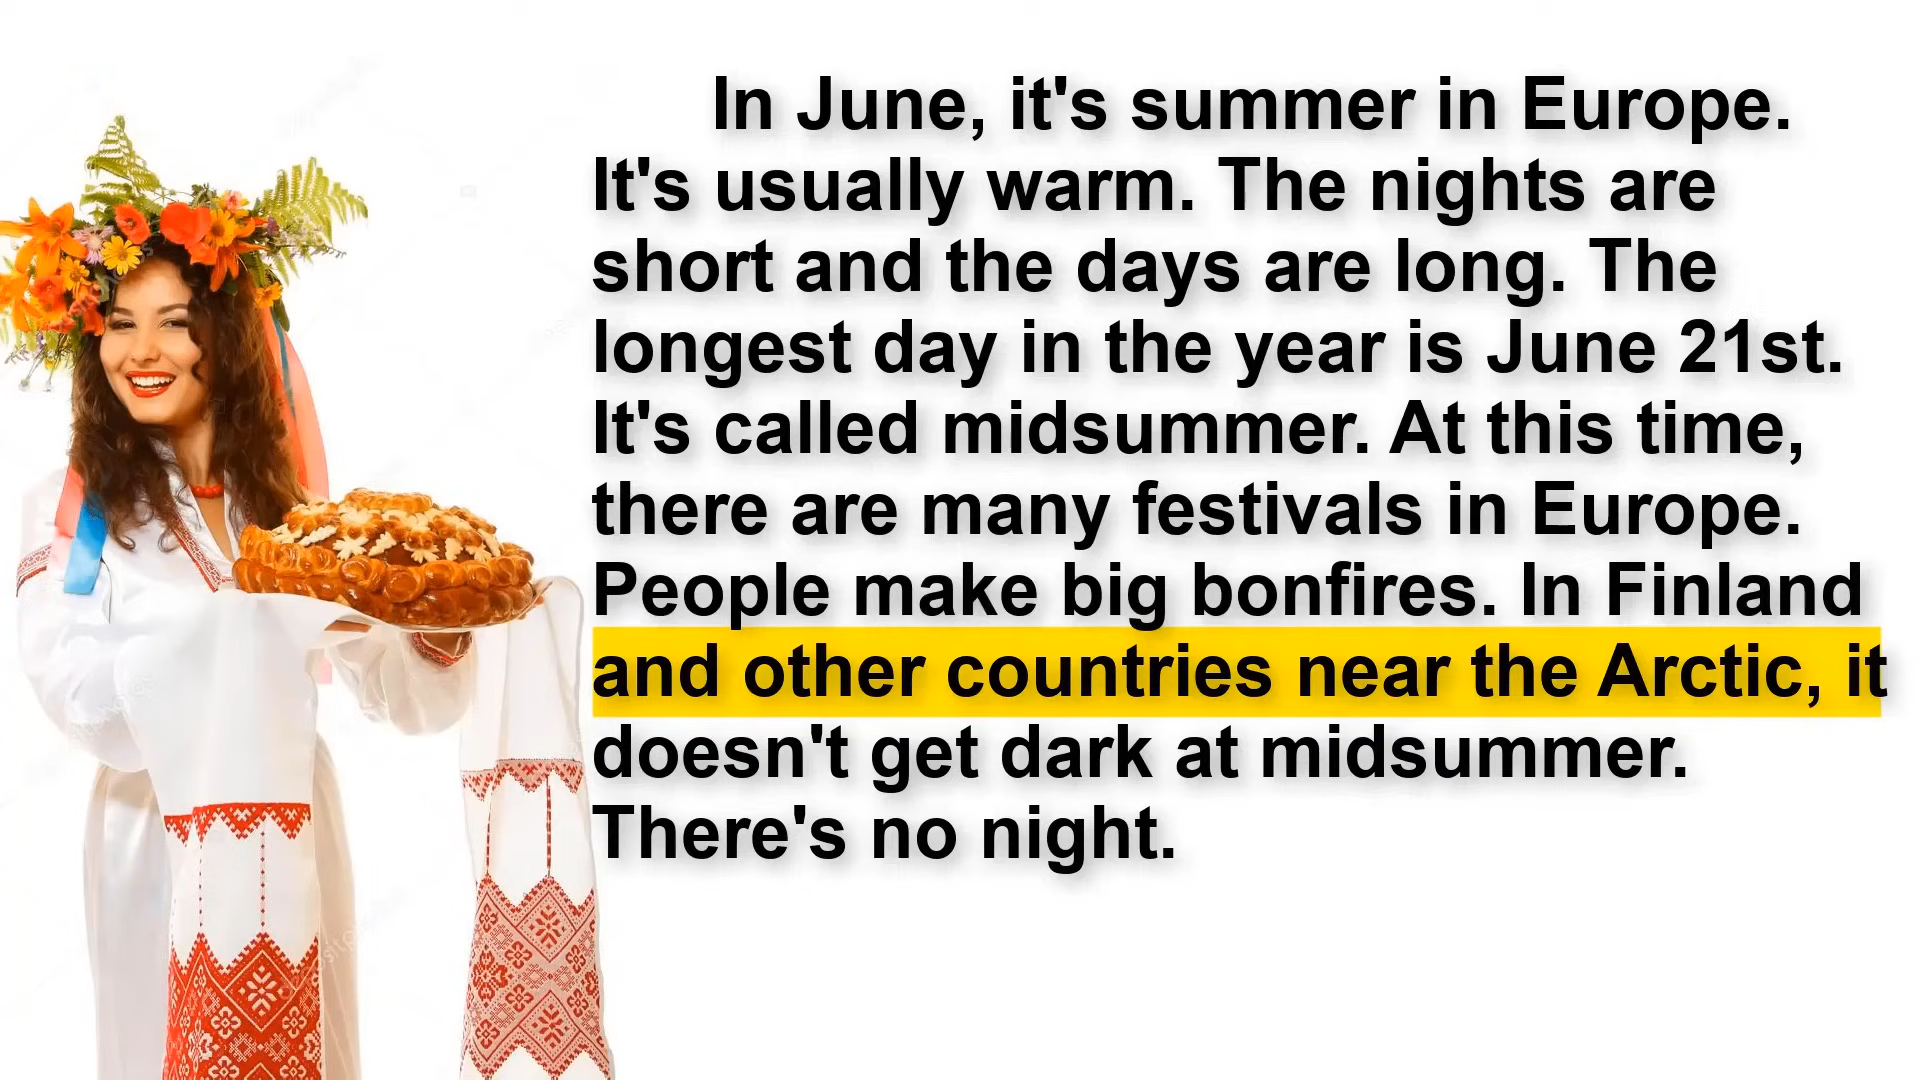 In June, it's summer in Europe.
It's usually warm. The nights are
short and the days are long. The
longest day in the year is June 21st.
It's called midsummer. At this time,
there are many festivals in Europe.
People make big bonfires. In Finland
and other countries near the Arctic, it
doesn't get dark at midsummer.
There's no night.